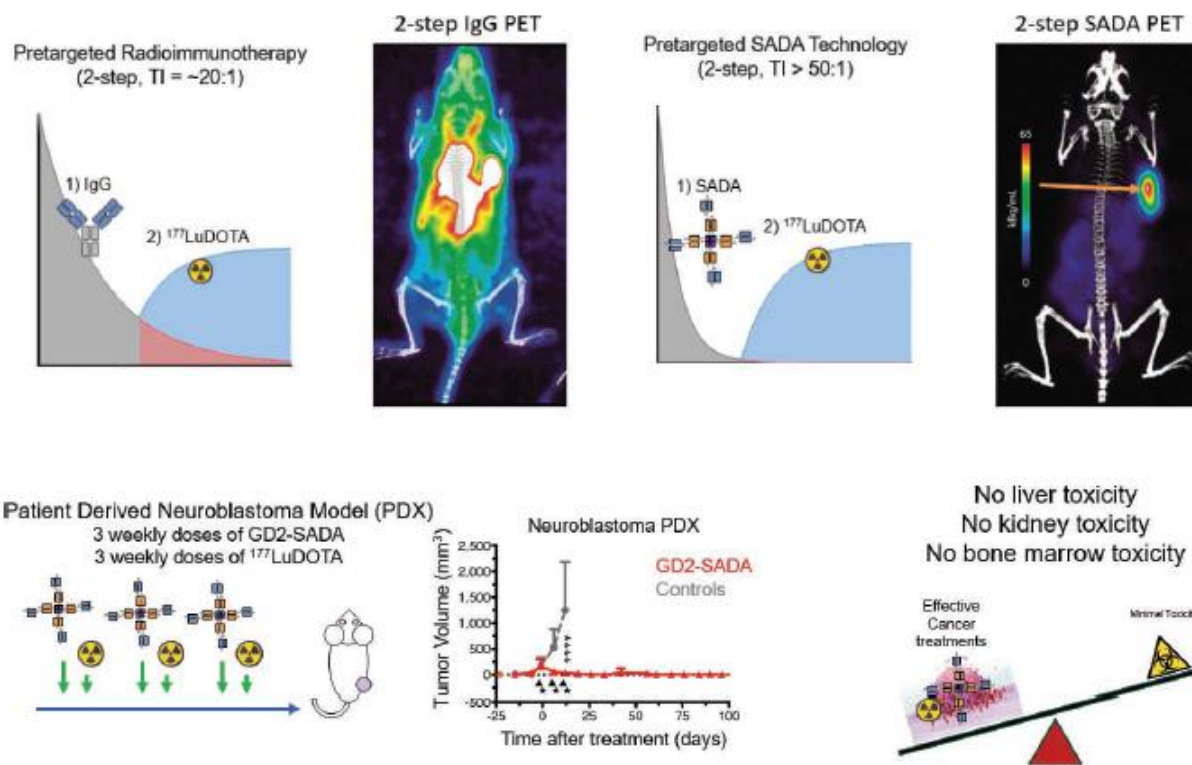 2-step IgG PET
Pretargeted Radioimmunotherapy
(2-step, TI = ~20:1)
1) IgG
2) ¹⁷⁷LuDOTA
2-step SADA PET
Pretargeted SADA Technology
(2-step, TI > 50:1)
1) SADA
2) ¹⁷⁷LuDOTA
65
kBq/mL
0
Patient Derived Neuroblastoma Model (PDX)
3 weekly doses of GD2-SADA
3 weekly doses of ¹⁷⁷LuDOTA
Neuroblastoma PDX
Tumor Volume (mm³)
2,500
2,000
1,500
1,000
500
0
-500
GD2-SADA
Controls
-25
0
25
50
75
100
Time after treatment (days)
No liver toxicity
No kidney toxicity
No bone marrow toxicity
Effective
Cancer
treatments
Minimal Toxici